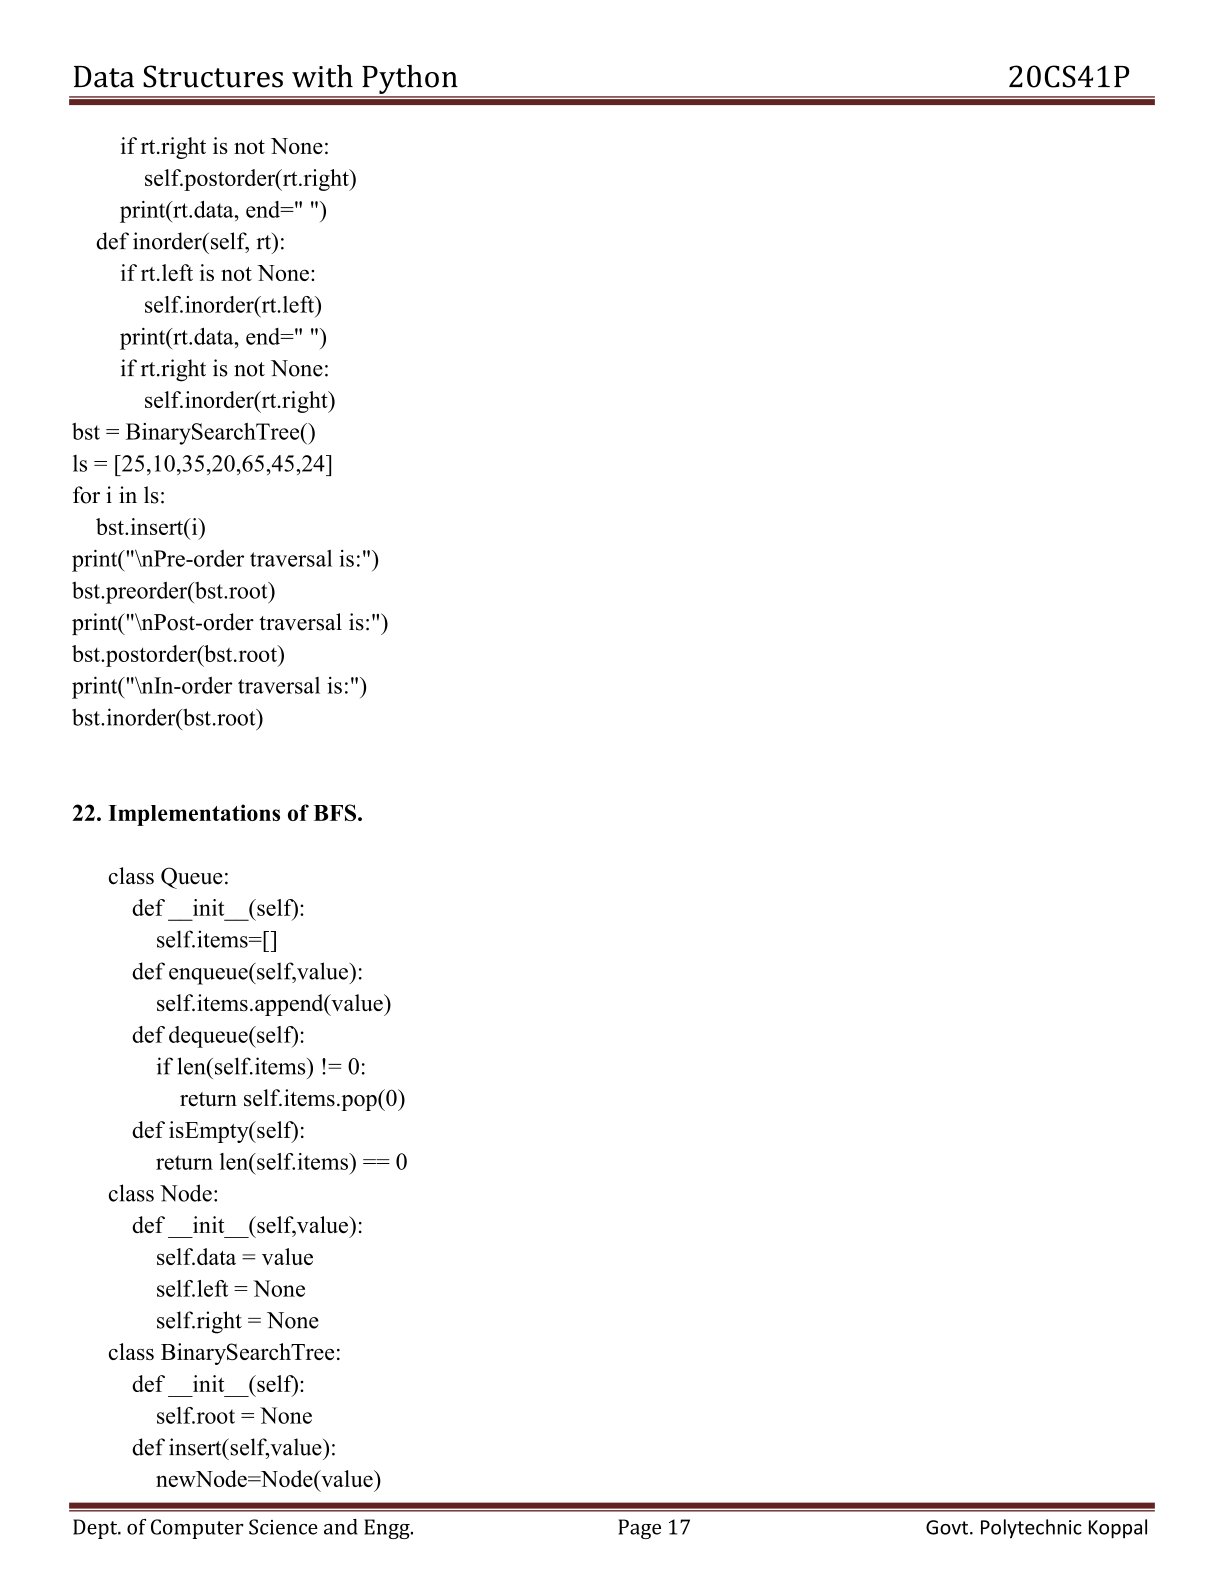 Data Structures with Python 20CS41P
if rt.right is not None:
self.postorder(rt.right)
print(rt.data, end=" ")
def inorder(self, rt):
if rt.left is not None:
self.inorder(rt.left)
print(rt.data, end=" ")
if rt.right is not None:
self.inorder(rt.right)
bst = BinarySearchTree()
ls = [25,10,35,20,65,45,24]
for i in ls:
bst.insert(i)
print("\nPre-order traversal is:")
bst.preorder(bst.root)
print("\nPost-order traversal is:")
bst.postorder(bst.root)
print("\nIn-order traversal is:")
bst.inorder(bst.root)
22. Implementations of BFS.
class Queue:
def __init__(self):
self.items=[]
def enqueue(self,value):
self.items.append(value)
def dequeue(self):
if len(self.items) != 0:
return self.items.pop(0)
def isEmpty(self):
return len(self.items) == 0
class Node:
def __init__(self,value):
self.data = value
self.left = None
self.right = None
class BinarySearchTree:
def __init__(self):
self.root = None
def insert(self,value):
newNode=Node(value)
Dept. of Computer Science and Engg. Page 17 Govt. Polytechnic Koppal